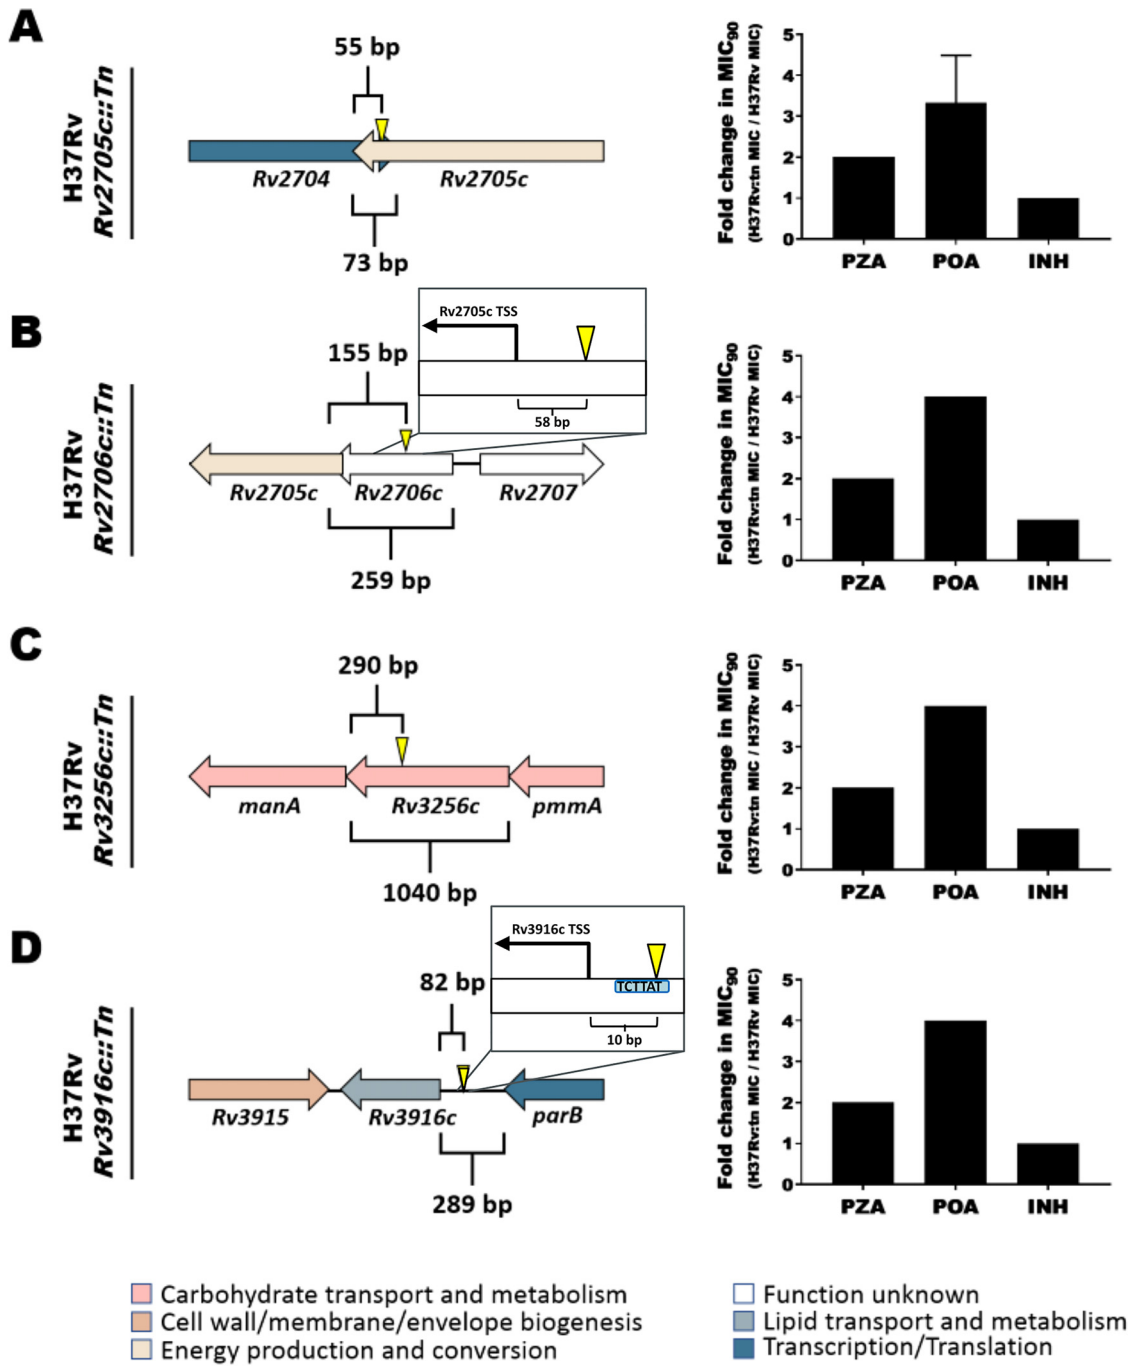 A
H37Rv
Rv2705c::Tn
55 bp
Rv2704
Rv2705c
73 bp
Fold change in MIC90
(H37Rv:tn MIC / H37Rv MIC)
5
4
3
2
1
0
PZA POA INH
B
H37Rv
Rv2706c::Tn
155 bp
Rv2705c TSS
58 bp
Rv2705c
Rv2706c
Rv2707
259 bp
Fold change in MIC90
(H37Rv:tn MIC / H37Rv MIC)
5
4
3
2
1
0
PZA POA INH
C
H37Rv
Rv3256c::Tn
290 bp
manA
Rv3256c
pmmA
1040 bp
Fold change in MIC90
(H37Rv:tn MIC / H37Rv MIC)
5
4
3
2
1
0
PZA POA INH
D
H37Rv
Rv3916c::Tn
82 bp
Rv3916c TSS
TCTTAT
10 bp
Rv3915
Rv3916c
parB
289 bp
Fold change in MIC90
(H37Rv:tn MIC / H37Rv MIC)
5
4
3
2
1
0
PZA POA INH
Carbohydrate transport and metabolism
Cell wall/membrane/envelope biogenesis
Energy production and conversion
Function unknown
Lipid transport and metabolism
Transcription/Translation